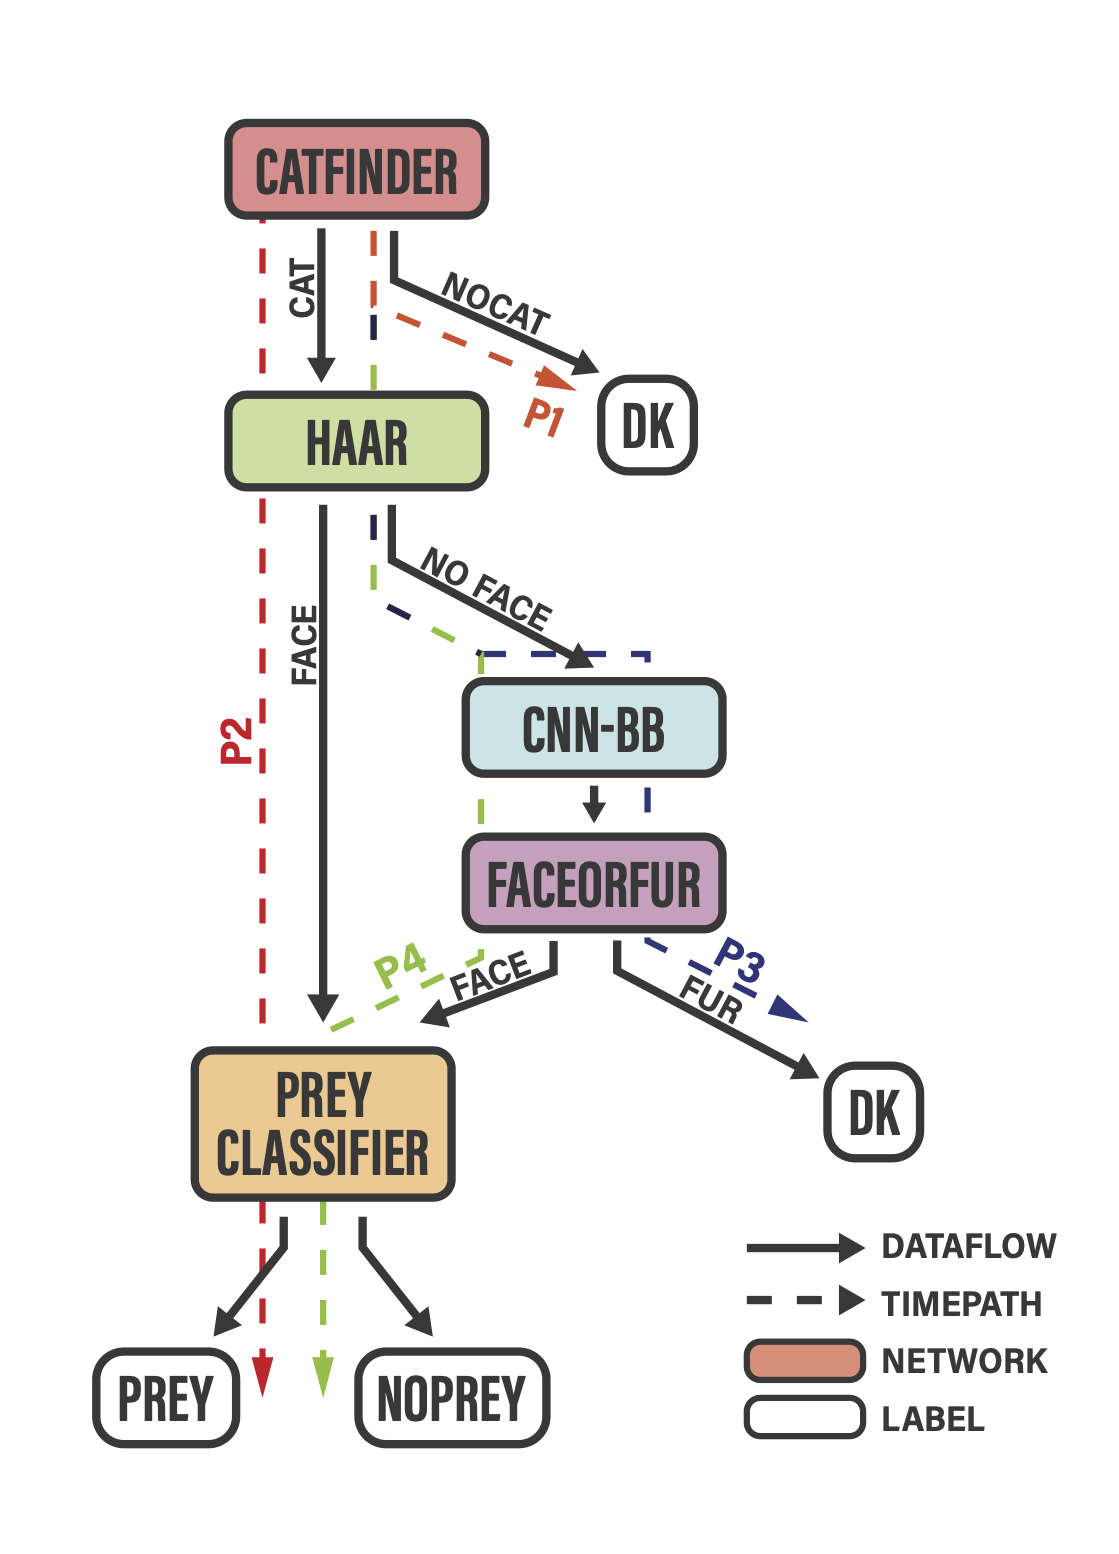 CATFINDER
CAT
NOCAT
P1
DK
HAAR
FACE
NO FACE
P2
CNN-BB
FACEORFUR
P4
FACE
P3
FUR
PREY
CLASSIFIER
DK
PREY
NOPREY
DATAFLOW
TIMEPATH
NETWORK
LABEL